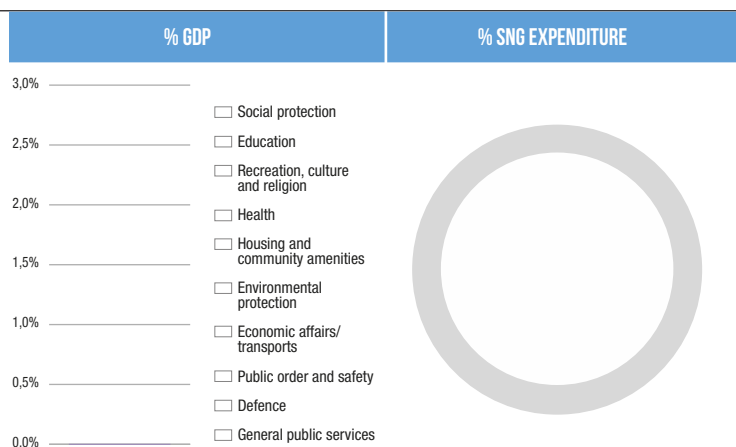 % GDP
% SNG EXPENDITURE
3,0%
2,5%
2,0%
1,5%
1,0%
0,5%
0,0%
Social protection
Education
Recreation, culture
and religion
Health
Housing and
community amenities
Environmental
protection
Economic affairs/
transports
Public order and safety
Defence
General public services